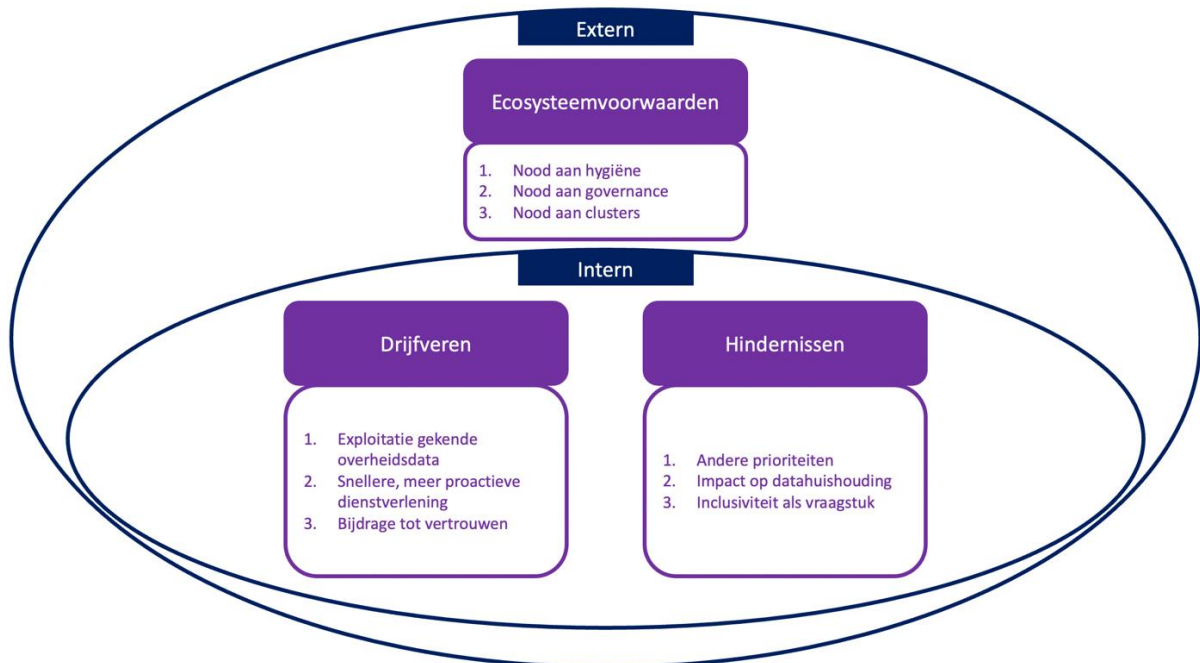 Extern
Ecosysteemvoorwaarden
1. Nood aan hygiëne
2. Nood aan governance
3. Nood aan clusters
Intern
Drijfveren
1. Exploitatie gekende
overheidsdata
2. Snellere, meer proactieve
dienstverlening
3. Bijdrage tot vertrouwen
Hindernissen
1. Andere prioriteiten
2. Impact op datahuishouding
3. Inclusiviteit als vraagstuk